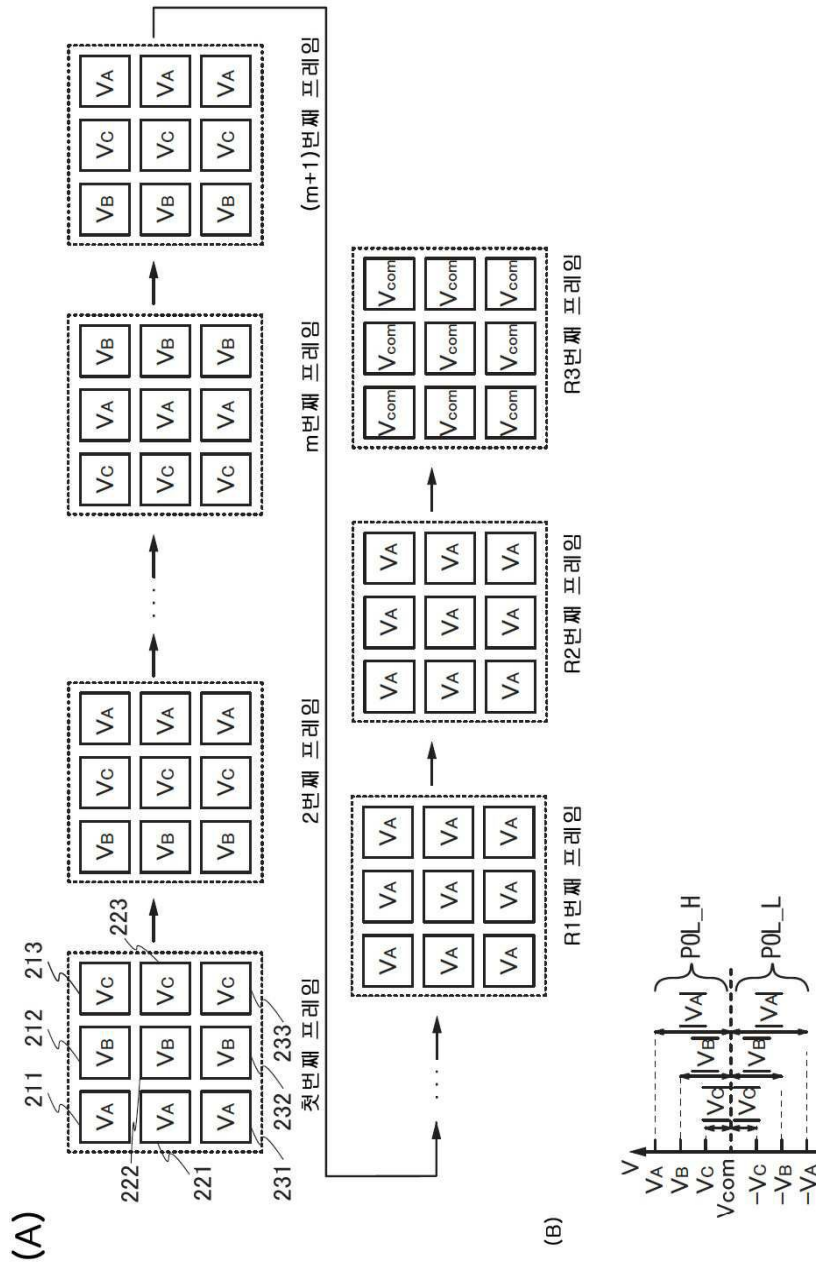 (A)
211 212 213
223
VA VB VC VB VC VA VC VA VB VB VC VA
VA VB VC VB VC VA ···· VC VA VB VB VC VA
VA VB VC VB VC VA VC VA VB VB VC VA
222
221
231 232 233
첫번째 프레임 2번째 프레임 m번째 프레임 (m+1)번째 프레임
VA VA VA VA VA VA Vcom Vcom Vcom
···· VA VA VA VA VA VA Vcom Vcom Vcom
VA VA VA VA VA VA Vcom Vcom Vcom
R1번째 프레임 R2번째 프레임 R3번째 프레임
(B)
V
VA
VB
VC
Vcom
-VC
-VB
-VA
|VC| |VB| |VA| POL_H
|VC| |VB| |VA| POL_L